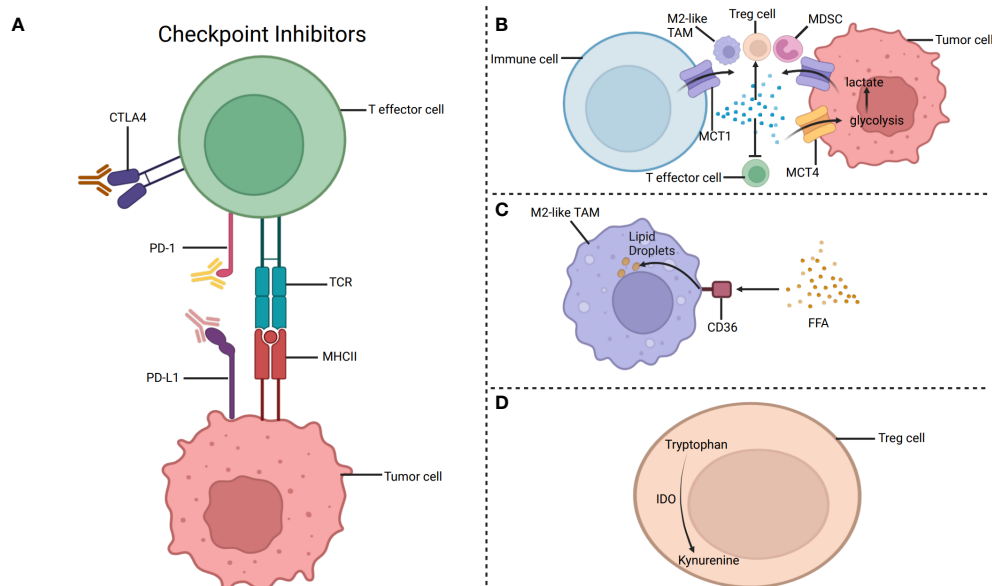 A
Checkpoint Inhibitors
T effector cell
CTLA4
PD-1
TCR
MHCII
PD-L1
Tumor cell
B
M2-like
TAM
Treg cell
MDSC
Tumor cell
Immune cell
lactate
glycolysis
MCT1
MCT4
T effector cell
C
M2-like TAM
Lipid
Droplets
CD36
FFA
D
Treg cell
Tryptophan
IDO
Kynurenine